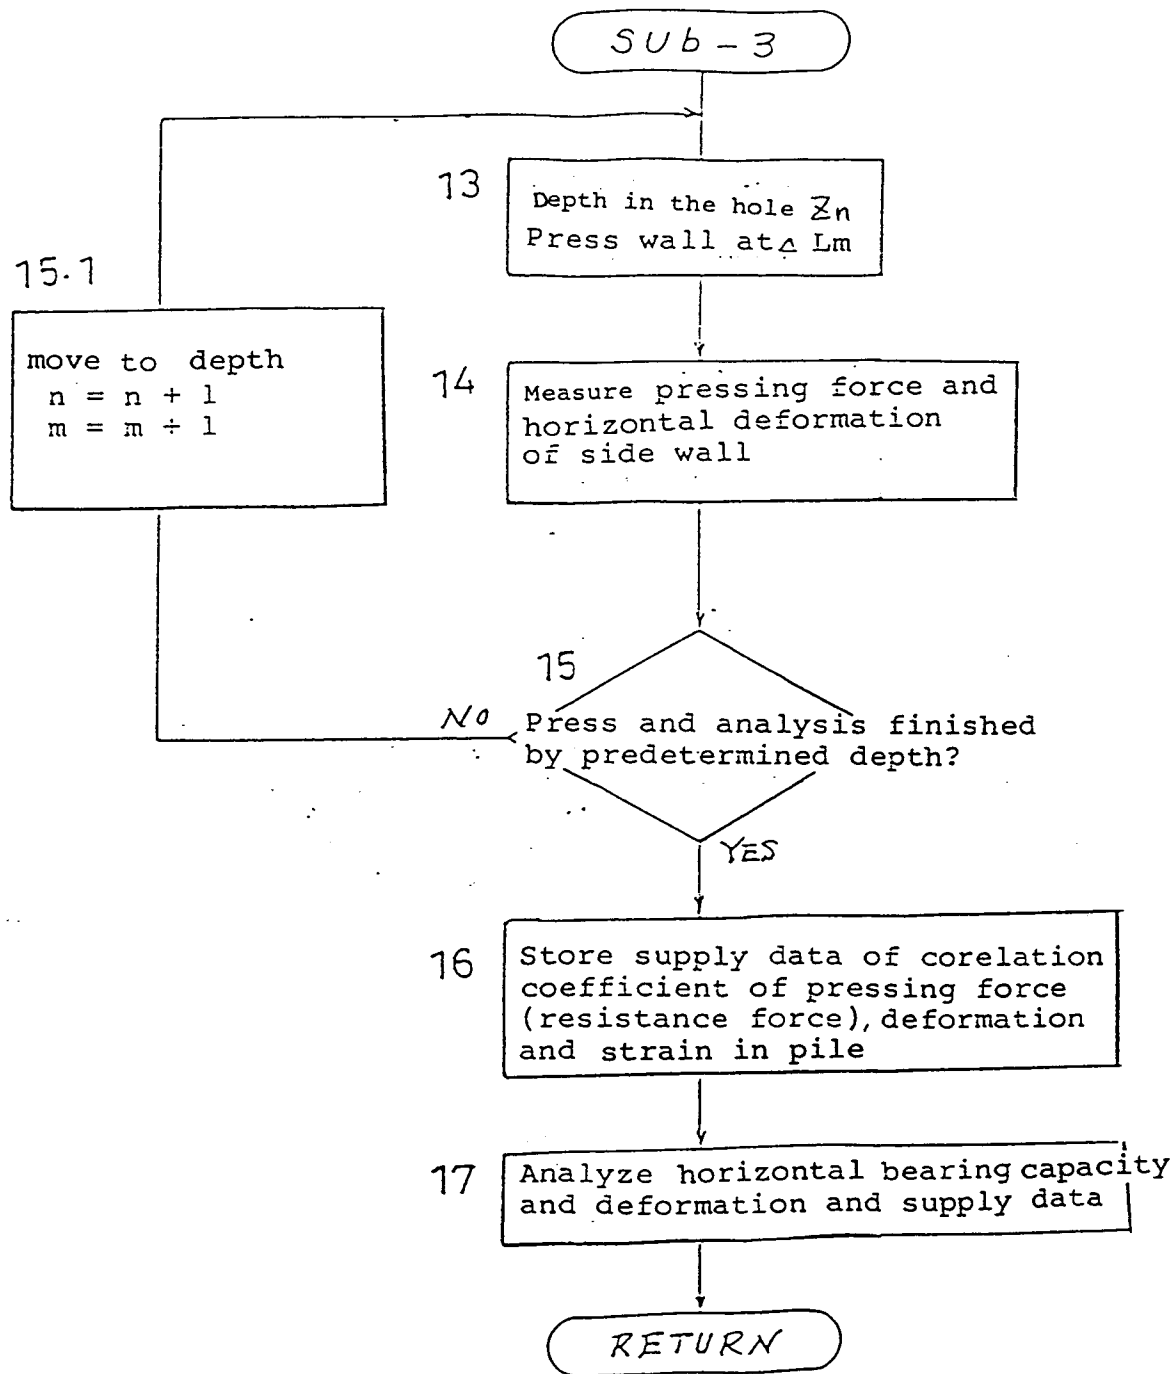 SUb-3
13
Depth in the hole Zn
Press wall at △ Lm
15.1
move to depth
n = n + 1
m = m ÷ 1
14
Measure pressing force and
horizontal deformation
of side wall
15
NO
Press and analysis finished
by predetermined depth?
YES
16
Store supply data of corelation
coefficient of pressing force
(resistance force), deformation
and strain in pile
17
Analyze horizontal bearing capacity
and deformation and supply data
RETURN